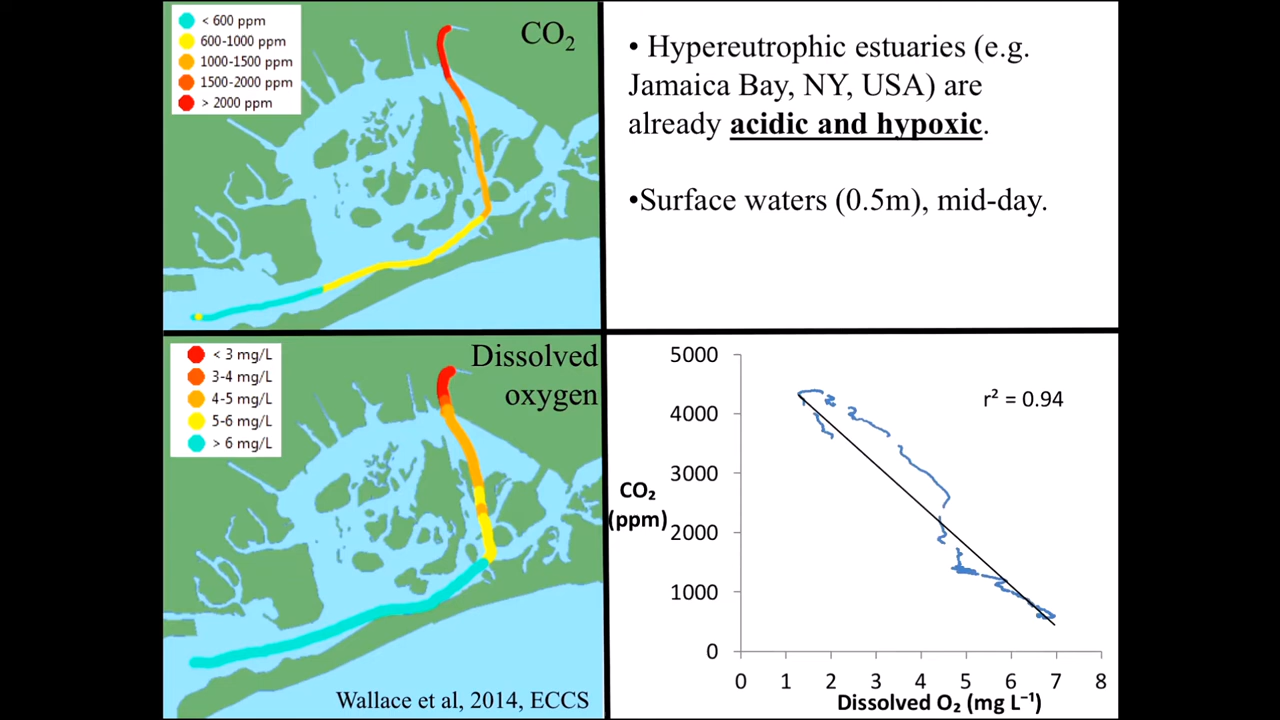 < 600 ppm
600-1000 ppm
1000-1500 ppm
1500-2000 ppm
> 2000 ppm
CO₂
• Hypereutrophic estuaries (e.g.
Jamaica Bay, NY, USA) are
already acidic and hypoxic.
•Surface waters (0.5m), mid-day.
< 3 mg/L
3-4 mg/L
4-5 mg/L
5-6 mg/L
> 6 mg/L
Dissolved
oxygen
Wallace et al, 2014, ECCS
5000
4000
3000
2000
1000
0
CO₂
(ppm)
r² = 0.94
0 1 2 3 4 5 6 7 8
Dissolved O₂ (mg L⁻¹)